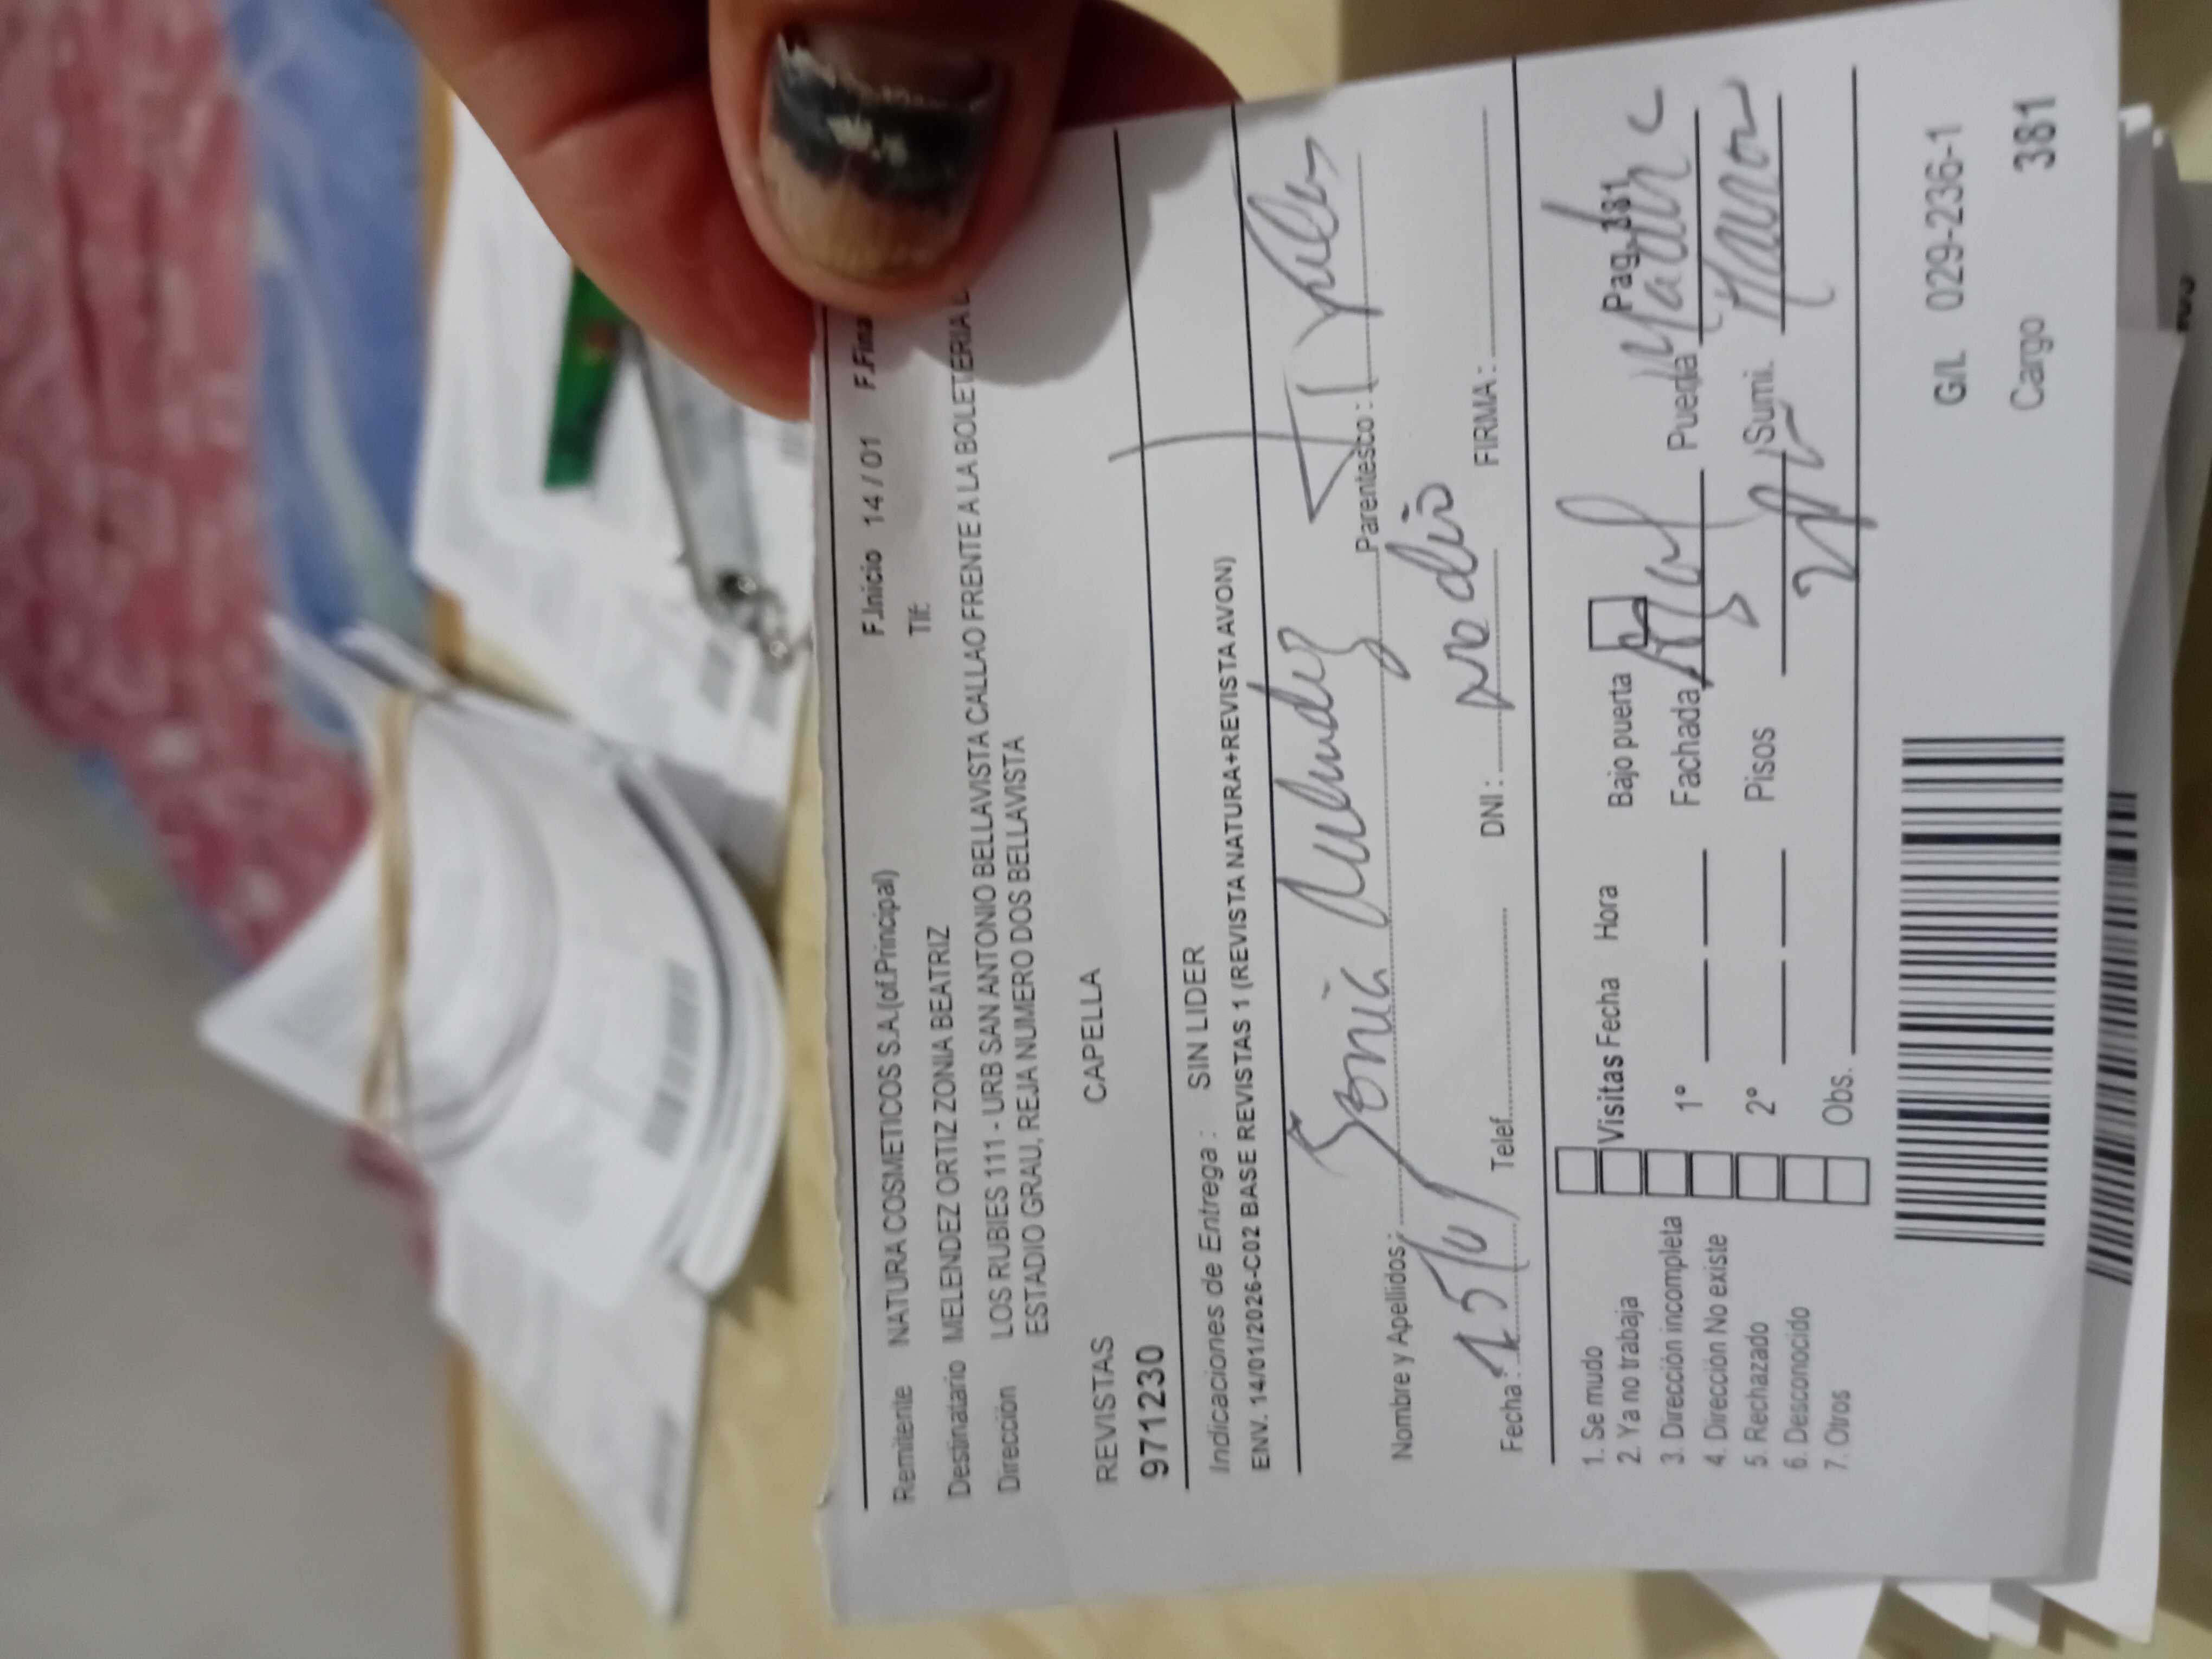 F.Inicio 14 / 01 F.Fina
Remitente NATURA COSMETICOS S.A.(of.Principal) Tlf:
Destinatario MELENDEZ ORTIZ ZONIA BEATRIZ
Dirección LOS RUBIES 111 - URB SAN ANTONIO BELLAVISTA CALLAO FRENTE A LA BOLETERIA
ESTADIO GRAU, REJA NUMERO DOS BELLAVISTA
REVISTAS CAPELLA
971230
Indicaciones de Entrega : SIN LIDER
ENV. 14/01/2026-C02 BASE REVISTAS 1 (REVISTA NATURA+REVISTA AVON)
Nombre y Apellidos: Sonia Parentesco :
Fecha : 15/01 Telef. DNI : no dio FIRMA :
Pag. 381
1. Se mudo
2. Ya no trabaja
3. Dirección incompleta
4. Dirección No existe
5. Rechazado
6. Desconocido
7. Otros
Visitas Fecha Hora Bajo puerta
1° Fachada Puerta
2° Pisos Sumi.
Obs.
G/L 029-236-1
Cargo 381